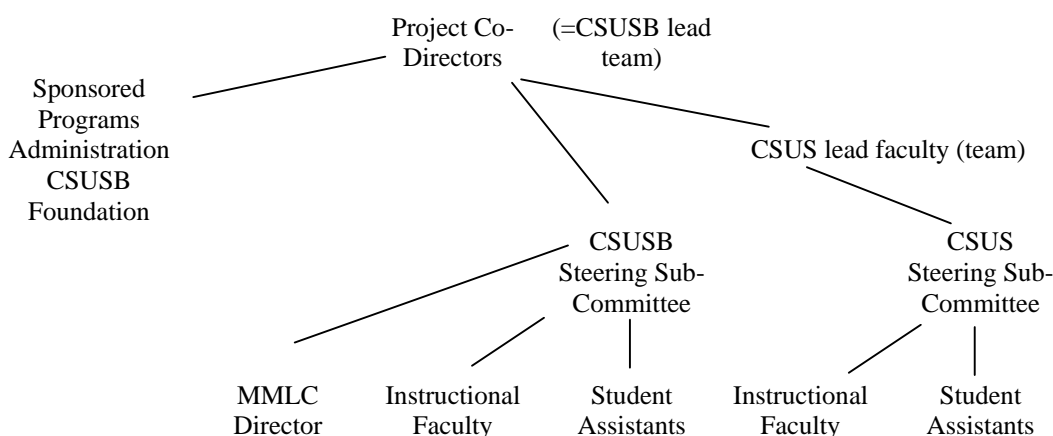 Project Co-
Directors
(=CSUSB lead
team)
Sponsored
Programs
Administration
CSUSB
Foundation
CSUS lead faculty (team)
CSUSB
Steering Sub-
Committee
CSUS
Steering Sub-
Committee
MMLC
Director
Instructional
Faculty
Student
Assistants
Instructional
Faculty
Student
Assistants